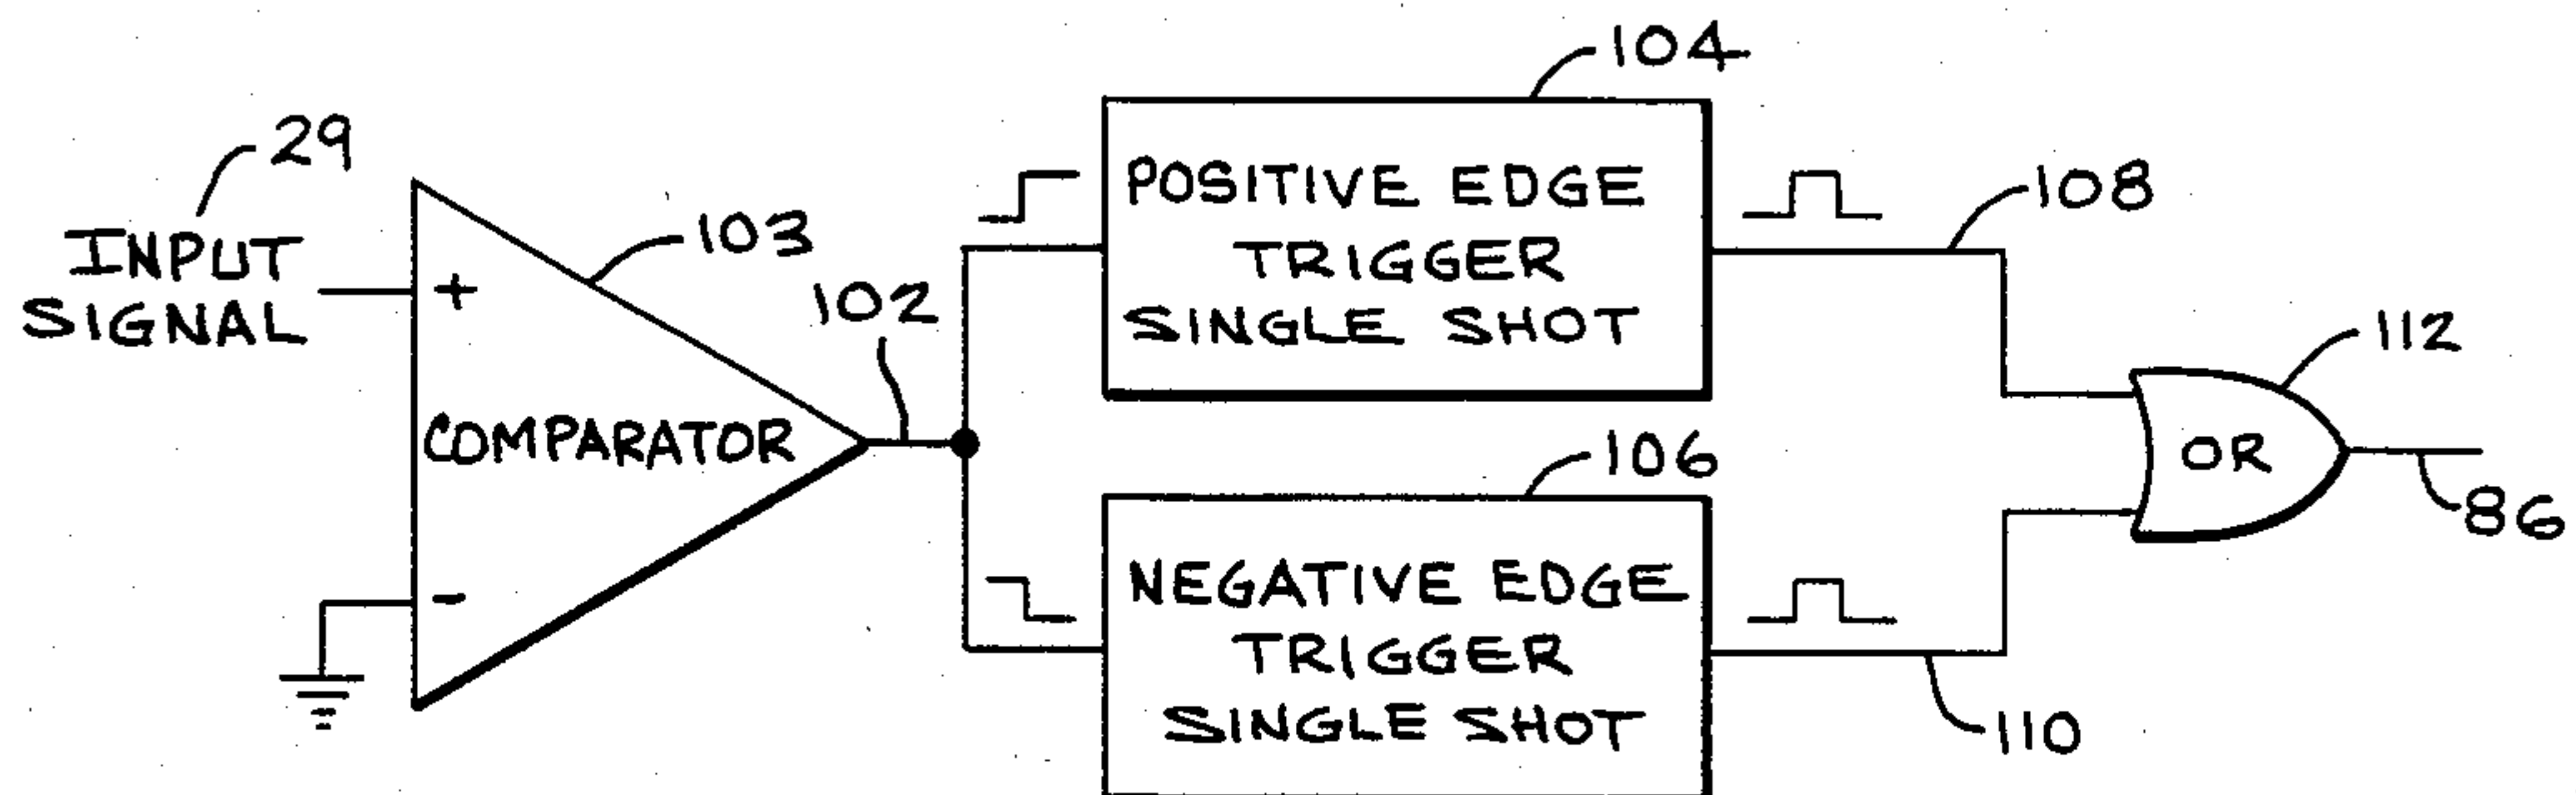 29
INPUT
SIGNAL
+
-
COMPARATOR
103
102
104
POSITIVE EDGE
TRIGGER
SINGLE SHOT
108
106
NEGATIVE EDGE
TRIGGER
SINGLE SHOT
110
112
OR
86